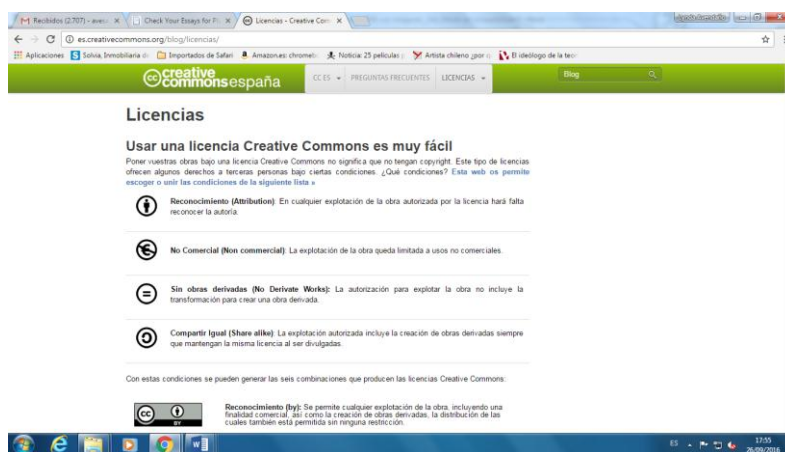 Recibidos (2.707) - avesi
Check Your Essays for Pl
Licencias - Creative Com
es.creativecommons.org/blog/licencias/
Aplicaciones
Solvia, Inmobiliaria d
Importados de Safari
Amazon.es: chromeb
Noticia: 25 películas
Artista chileno ¿por
El ideólogo de la teo
cc creative commons españa
CC ES
PREGUNTAS FRECUENTES
LICENCIAS
Blog
Licencias
Usar una licencia Creative Commons es muy fácil
Poner vuestras obras bajo una licencia Creative Commons no significa que no tengan copyright. Este tipo de licencias
ofrecen algunos derechos a terceras personas bajo ciertas condiciones. ¿Qué condiciones? Esta web os permite
escoger o unir las condiciones de la siguiente lista »
Reconocimiento (Attribution): En cualquier explotación de la obra autorizada por la licencia hará falta
reconocer la autoría.
No Comercial (Non commercial): La explotación de la obra queda limitada a usos no comerciales.
Sin obras derivadas (No Derivate Works): La autorización para explotar la obra no incluye la
transformación para crear una obra derivada.
Compartir Igual (Share alike): La explotación autorizada incluye la creación de obras derivadas siempre
que mantengan la misma licencia al ser divulgadas.
Con estas condiciones se pueden generar las seis combinaciones que producen las licencias Creative Commons:
cc
BY
Reconocimiento (by): Se permite cualquier explotación de la obra, incluyendo una
finalidad comercial, así como la creación de obras derivadas, la distribución de las
cuales también está permitida sin ninguna restricción.
ES
17:55
26/09/2016